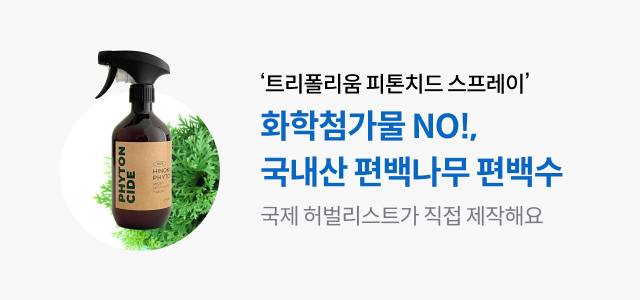 ‘트리폴리움 피톤치드 스프레이’
화학첨가물 NO!,
국내산 편백나무 편백수
국제 허벌리스트가 직접 제작해요
PHYTON
CIDE